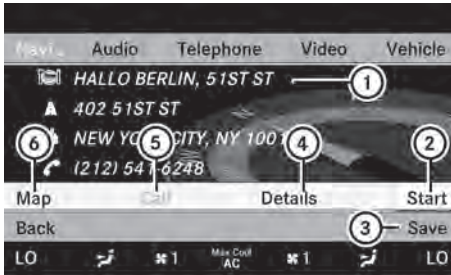 Navi Audio Telephone Video Vehicle
HALLO BERLIN, 51ST ST 1
402 51ST ST
NEW YORK CITY, NY 1001
6 5 4 2
(212) 541-6248
Map Call Details Start
Back 3 Save
LO 1 Max Cool AC 1 LO